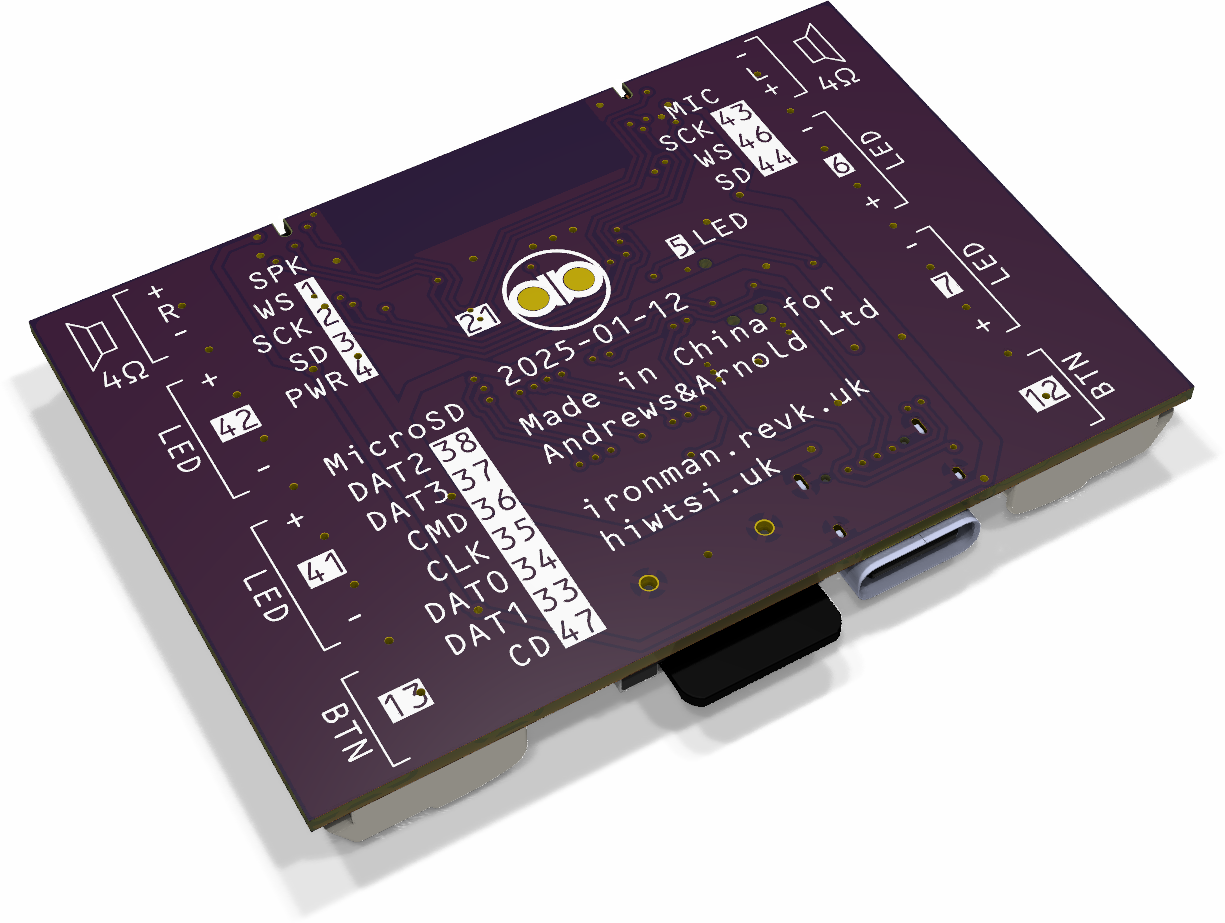 4Ω
- L +
MIC
SCK 43
WS 46
SD 44
- 6 +
LED
5 LED
- 7 +
LED
12
BTN
SPK
WS 1
SCK 2
SD 3
PWR 4
+ R -
4Ω
21
2025-01-12
Made in China for
Andrews&Arnold Ltd
ironman.revk.uk
hiwtsi.uk
+ 42 -
LED
MicroSD
DAT2 38
DAT3 37
CMD 36
CLK 35
DAT0 34
DAT1 33
CD 47
+ 41 -
LED
13
BTN